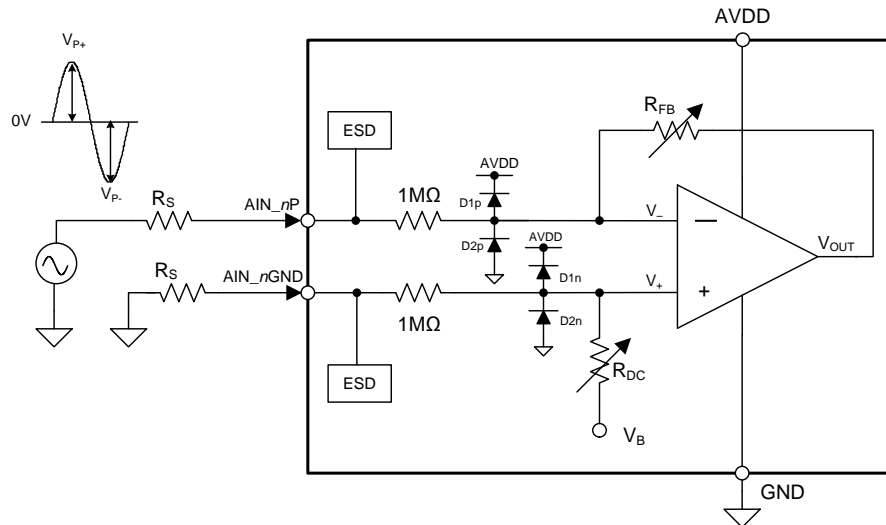 AVDD
V_P+
0V
V_P-
ESD
R_FB
AVDD
1MΩ
D1p
D2p
R_S
AIN_nP
V_–
–
V_OUT
R_S
AIN_nGND
AVDD
D1n
D2n
V_+
+
1MΩ
ESD
R_DC
V_B
GND